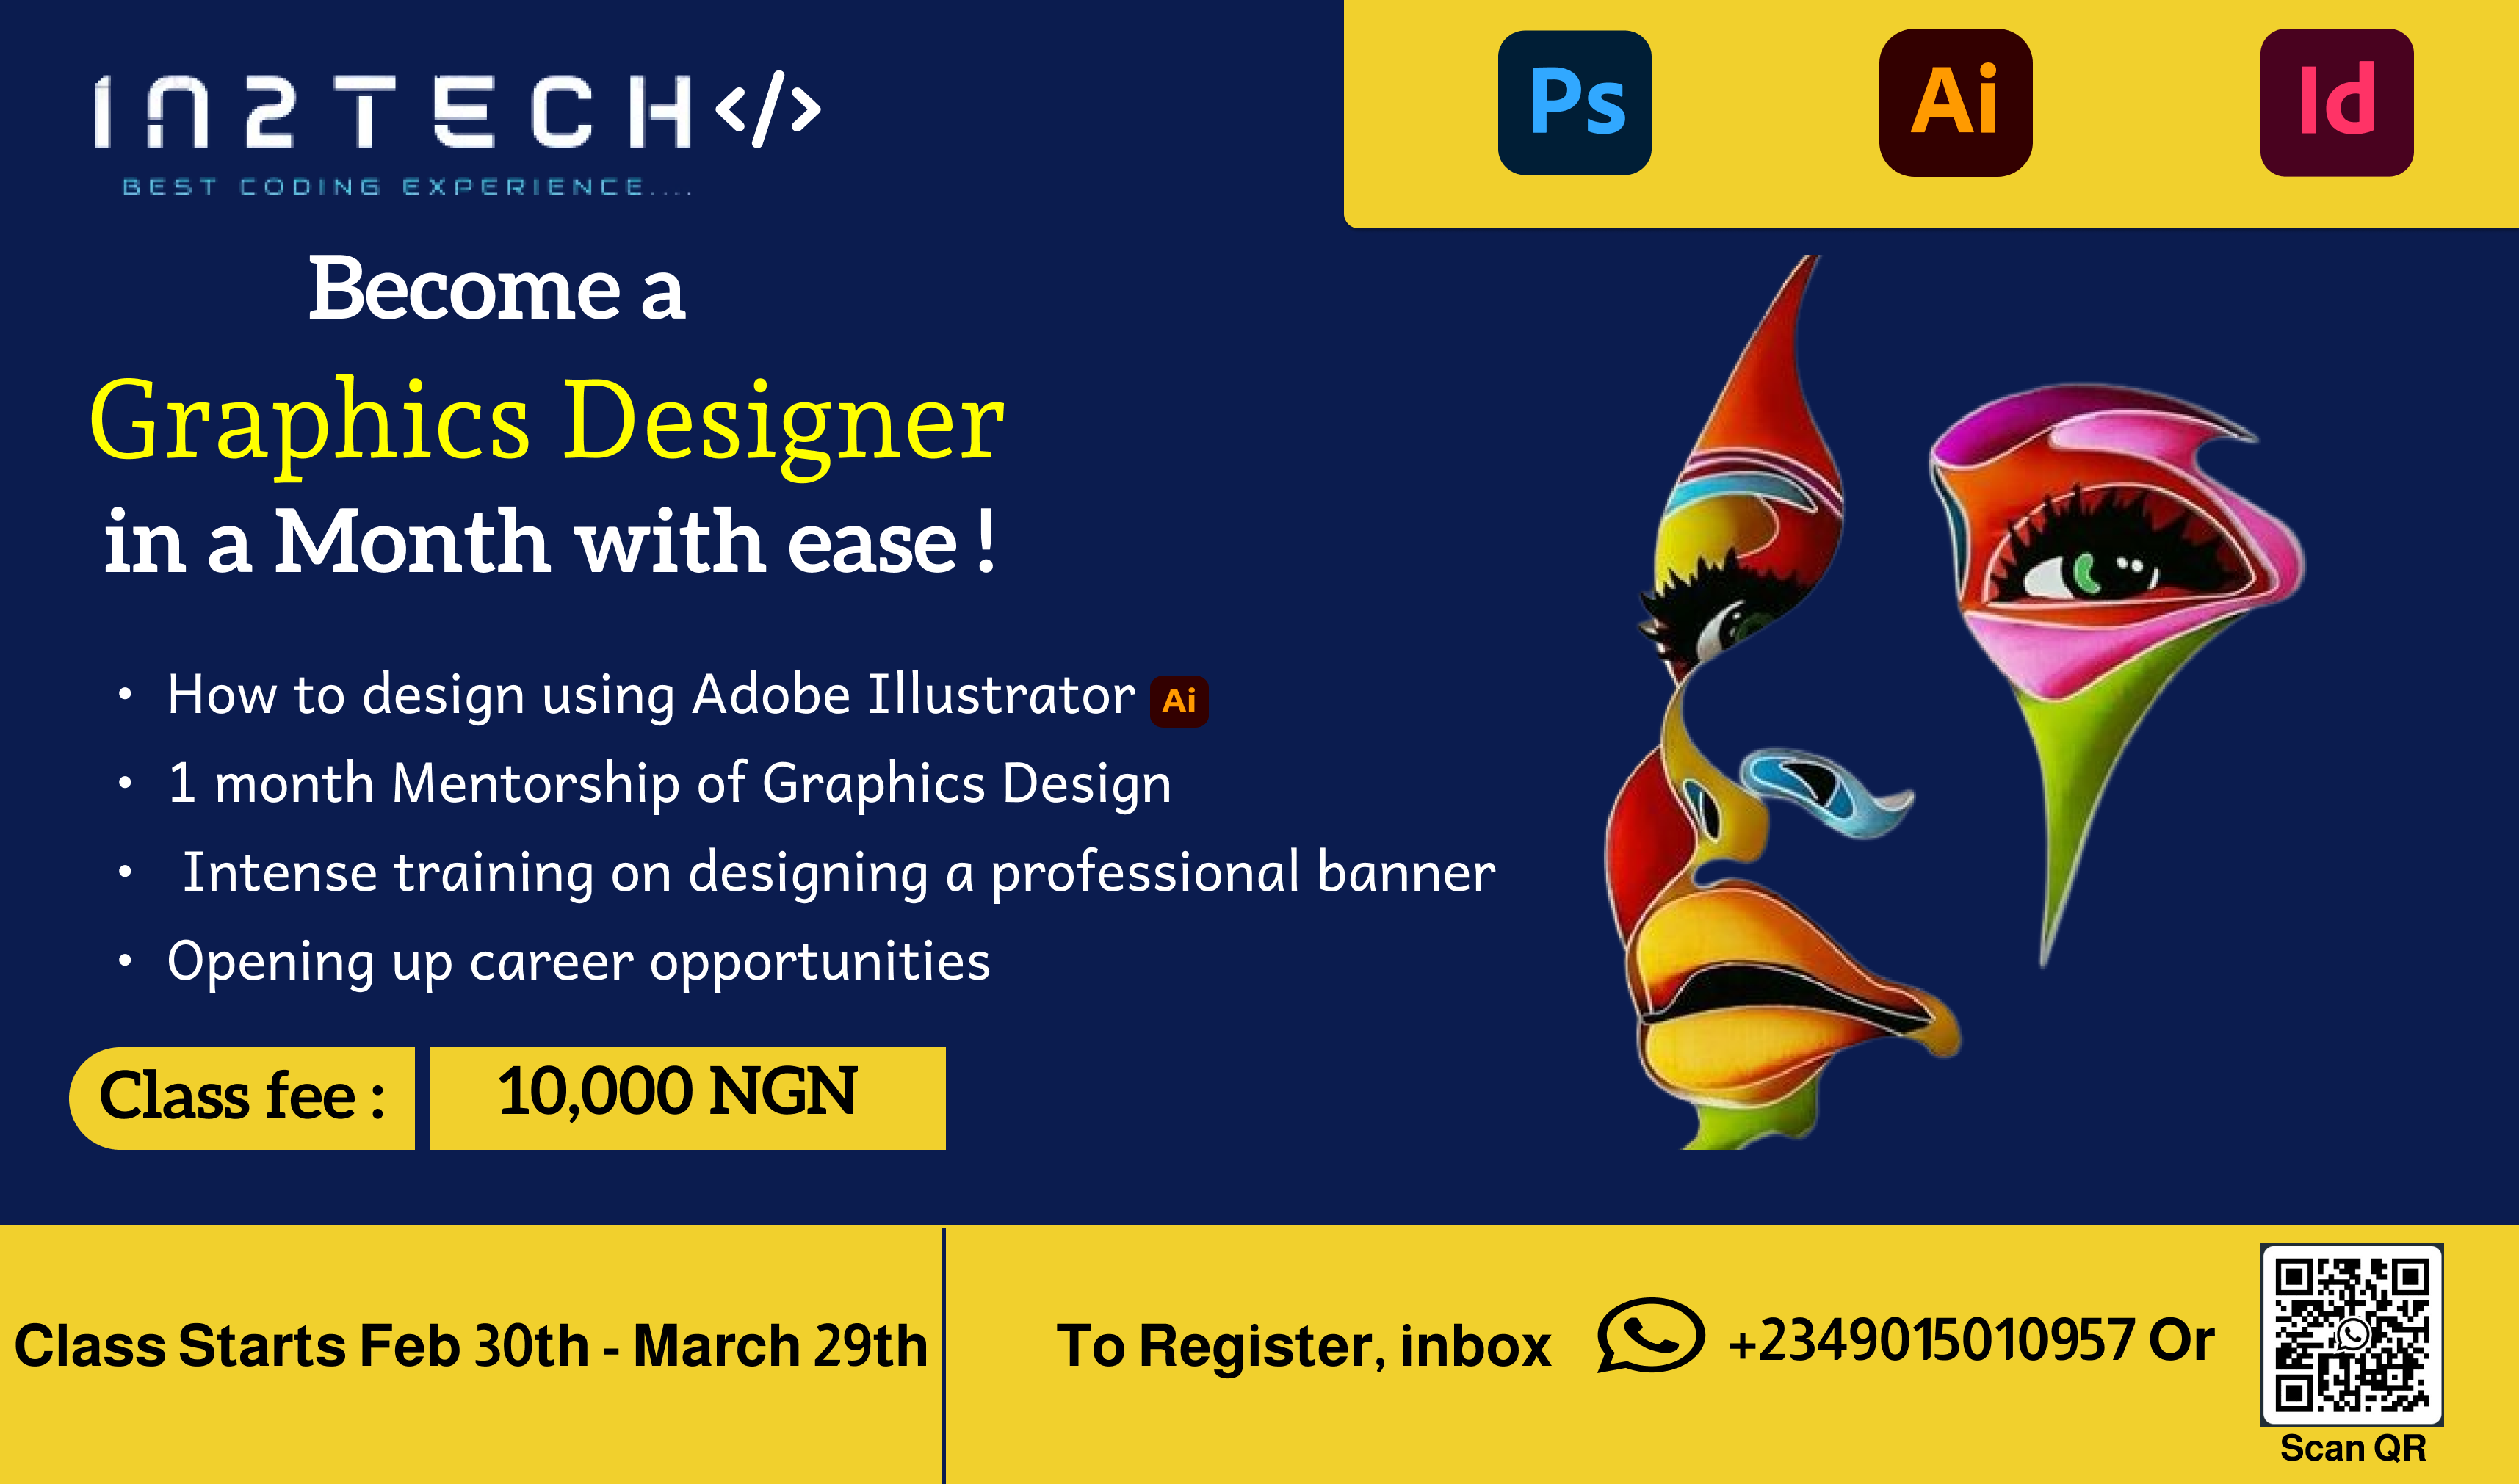 IN2TECH</>
BEST CODING EXPERIENCE....
Ps Ai Id
Become a
Graphics Designer
in a Month with ease !
• How to design using Adobe Illustrator Ai
• 1 month Mentorship of Graphics Design
• Intense training on designing a professional banner
• Opening up career opportunities
Class fee : 10,000 NGN
Class Starts Feb 30th - March 29th
To Register, inbox +2349015010957 Or
Scan QR